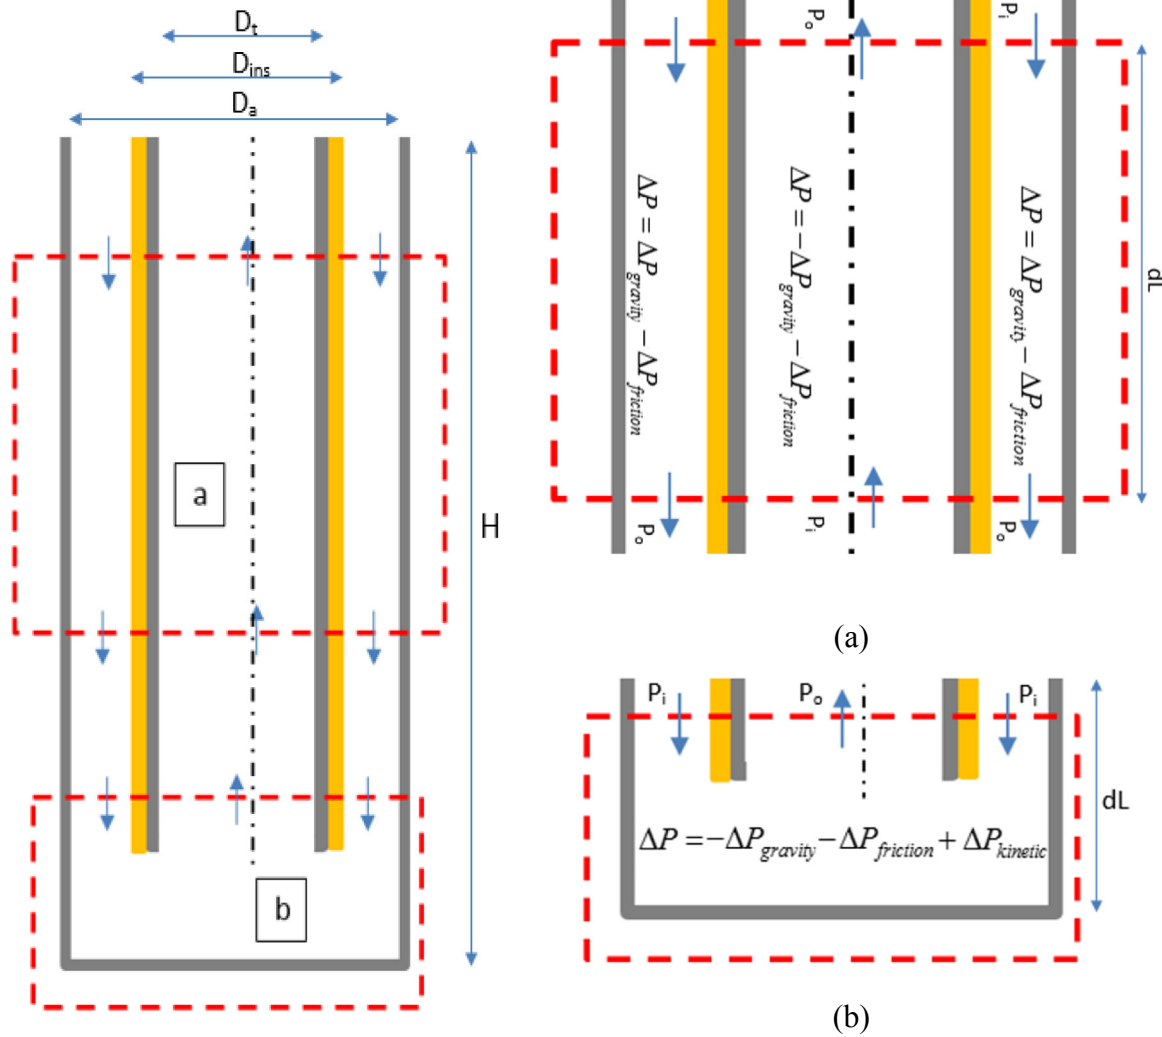 D_t
D_ins
D_a
H
a
b
P_o
P_i
ΔP = ΔP_gravity − ΔP_friction
ΔP = −ΔP_gravity − ΔP_friction
ΔP = ΔP_gravity − ΔP_friction
dL
P_o
P_i
P_o
(a)
P_i
P_o
P_i
dL
ΔP = −ΔP_gravity − ΔP_friction + ΔP_kinetic
(b)